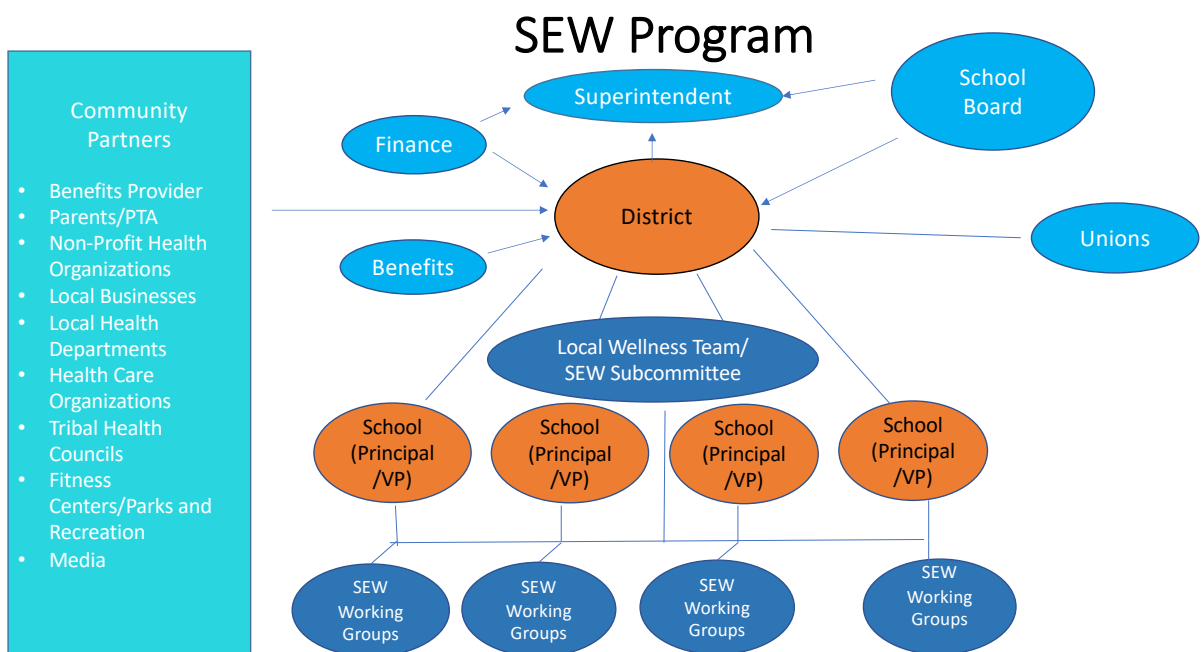 SEW Program
Community
Partners
• Benefits Provider
• Parents/PTA
• Non-Profit Health
Organizations
• Local Businesses
• Local Health
Departments
• Health Care
Organizations
• Tribal Health
Councils
• Fitness
Centers/Parks and
Recreation
• Media
Superintendent
School
Board
Finance
District
Benefits
Unions
Local Wellness Team/
SEW Subcommittee
School
(Principal
/VP)
School
(Principal
/VP)
School
(Principal
/VP)
School
(Principal
/VP)
SEW
Working
Groups
SEW
Working
Groups
SEW
Working
Groups
SEW
Working
Groups